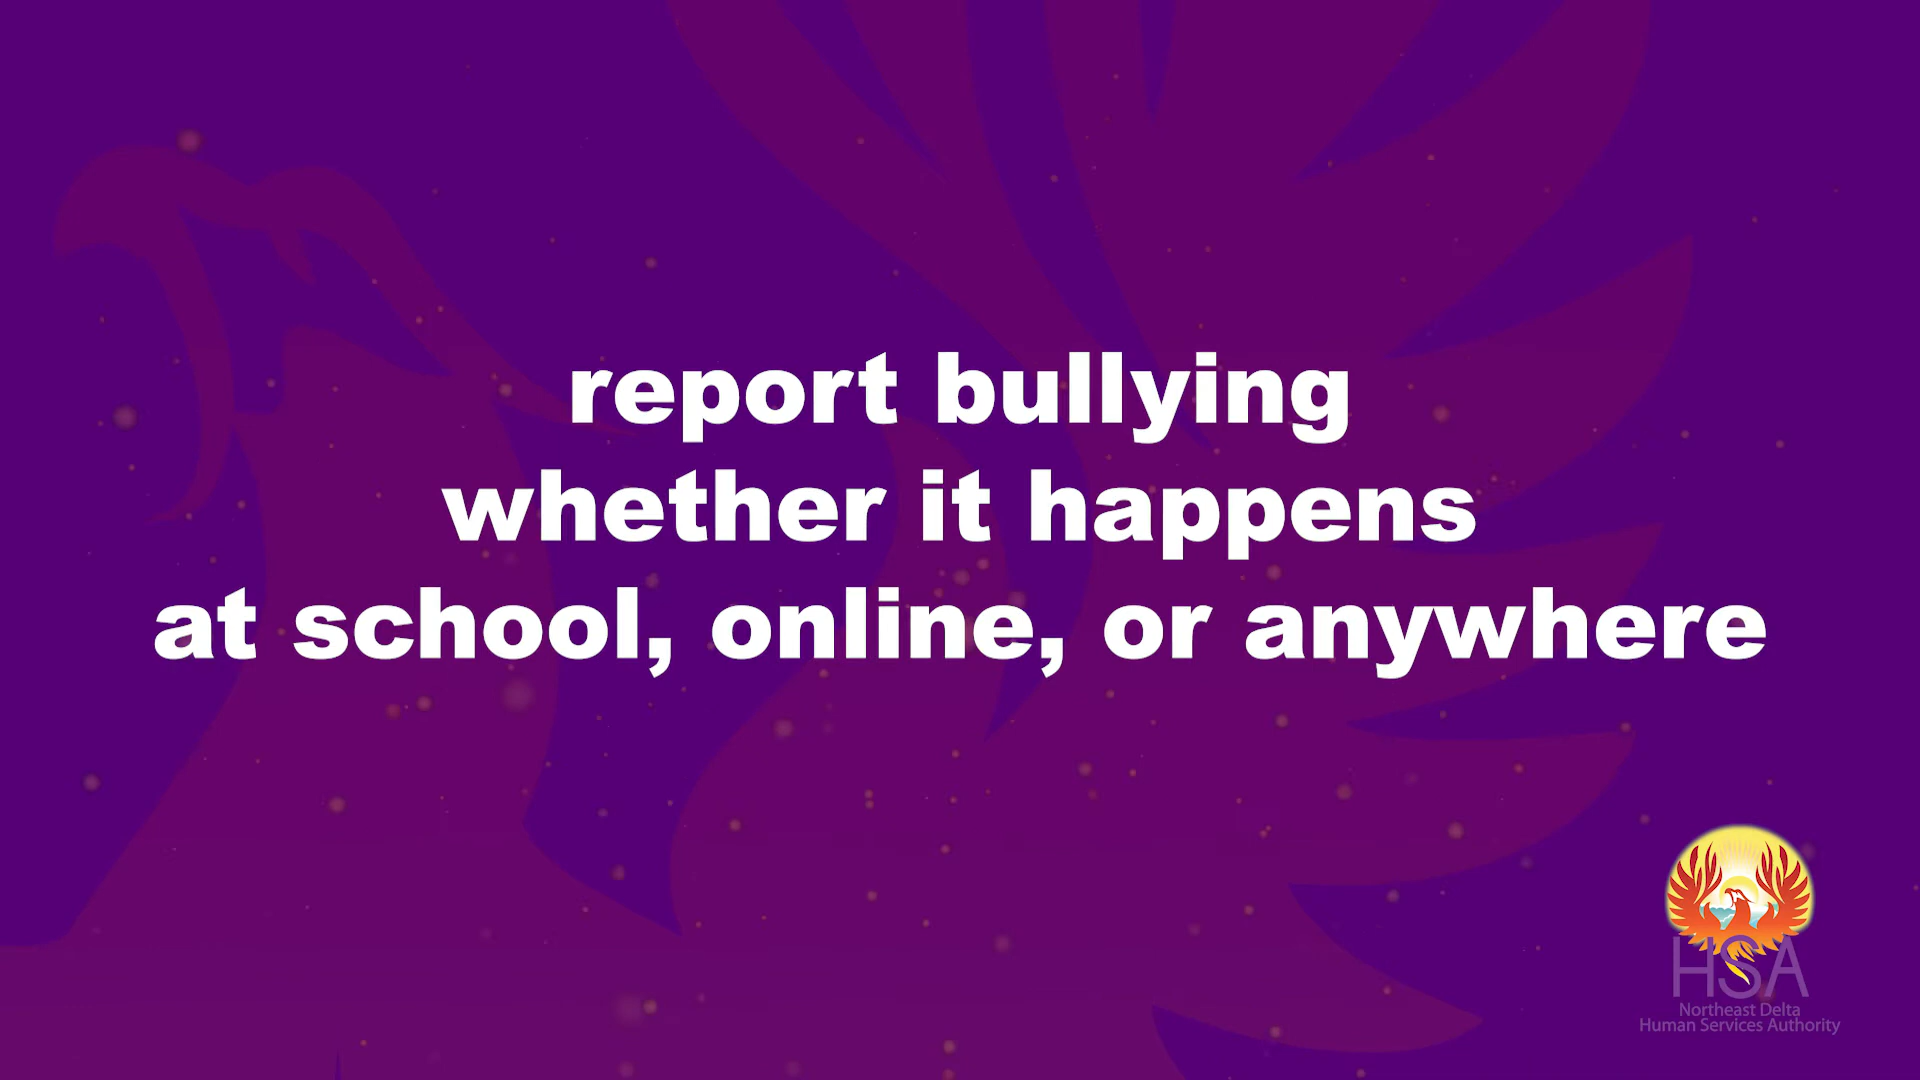 report bullying
whether it happens
at school, online, or anywhere
HSA
Northeast Delta
Human Services Authority